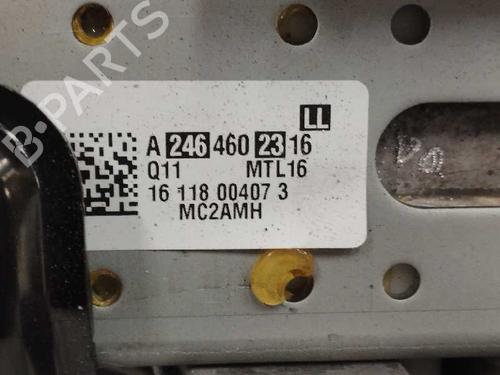 B-PARTS
LL
A 246 460 23 16
Q11 MTL16
16 118 00407 3
MC2AMH